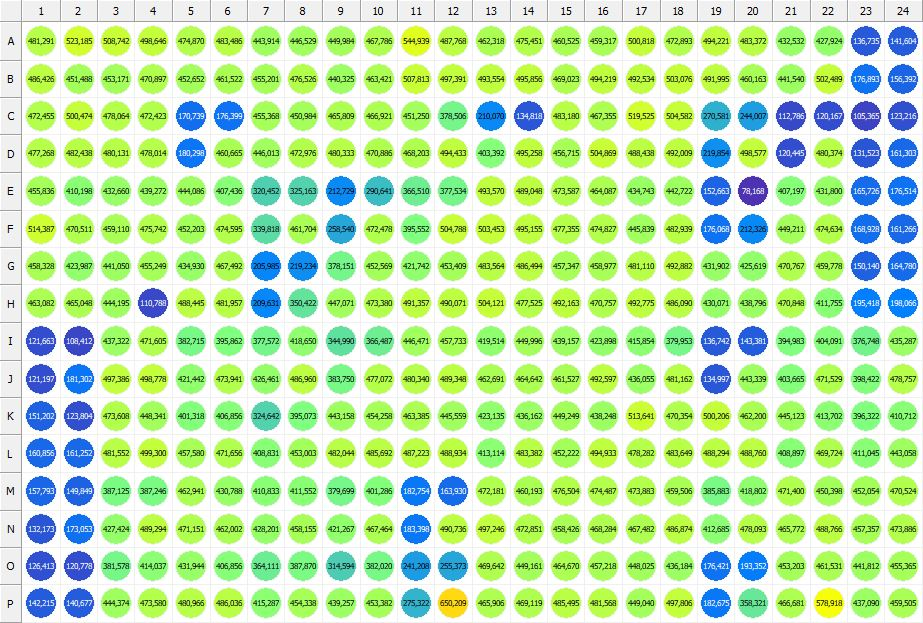 1 2 3 4 5 6 7 8 9 10 11 12 13 14 15 16 17 18 19 20 21 22 23 24
A 481,291 523,185 508,742 498,646 474,870 483,486 443,914 446,529 449,984 467,786 544,939 487,768 462,318 475,451 460,525 459,317 500,818 472,893 494,221 483,372 432,532 427,924 136,735 141,604
B 486,426 451,488 453,171 470,897 452,652 461,522 455,201 476,526 440,325 463,421 507,813 497,391 493,554 495,856 469,023 494,219 492,534 503,076 491,995 460,163 441,540 502,489 176,893 156,392
C 472,455 500,474 478,064 472,423 170,739 176,399 455,368 450,984 465,809 466,921 451,250 378,506 210,070 134,818 483,180 467,355 519,525 504,582 270,581 244,007 112,786 120,167 105,365 123,216
D 477,268 482,438 480,131 478,014 180,298 460,665 446,013 472,976 480,333 470,886 468,203 494,433 403,392 495,258 456,715 504,869 488,438 492,009 219,854 498,577 120,445 480,374 131,523 161,303
E 455,836 410,198 432,660 439,272 444,086 407,436 320,452 325,163 212,729 290,641 366,510 377,534 493,570 489,048 473,587 464,087 434,743 442,722 152,663 78,168 407,197 431,800 165,726 176,514
F 514,387 450,511 459,110 475,742 452,203 474,595 339,818 461,704 258,540 472,478 395,552 504,788 503,453 495,155 477,355 474,827 445,839 482,939 176,068 212,326 449,211 474,634 168,928 161,266
G 458,328 423,987 441,050 455,249 434,930 467,492 205,985 219,234 378,151 452,569 421,742 453,409 483,564 486,494 457,347 458,977 481,110 492,882 431,902 425,619 470,767 459,778 150,140 164,780
H 463,082 465,048 444,195 110,788 488,445 481,957 209,631 350,422 447,071 473,380 491,357 490,071 504,121 477,525 492,163 470,757 492,775 486,090 430,071 438,796 470,848 411,755 195,418 198,066
I 121,663 108,412 437,322 471,605 382,715 395,862 377,572 418,650 344,990 366,487 446,471 457,733 419,514 449,996 439,157 423,898 415,854 379,953 136,742 143,381 394,983 404,091 376,748 435,287
J 121,197 181,302 497,386 498,778 421,442 473,941 426,461 486,960 383,750 477,072 480,340 489,348 462,691 464,642 461,527 492,597 436,055 481,162 134,997 443,339 403,665 471,529 398,422 478,757
K 151,202 123,804 473,608 448,341 401,318 406,856 324,642 395,073 443,158 454,258 463,385 445,559 423,135 436,162 449,249 438,248 513,641 470,354 500,206 462,200 445,123 413,702 396,322 410,712
L 160,856 161,252 481,552 499,300 457,580 471,656 408,831 453,003 482,044 485,697 487,223 488,934 413,114 483,382 452,222 494,933 478,282 483,649 488,294 488,760 408,897 469,724 411,045 443,058
M 157,793 149,849 387,125 387,246 462,941 430,788 410,833 411,552 379,699 401,286 182,754 163,930 472,181 460,193 476,504 474,487 473,883 459,506 385,883 418,802 471,400 450,398 452,054 470,524
N 132,173 173,053 427,424 489,294 471,151 462,002 428,201 458,155 421,267 467,464 183,398 490,736 497,246 472,851 458,426 468,284 467,482 486,874 412,685 478,093 465,772 488,766 457,357 473,886
O 126,413 120,778 381,578 414,037 431,944 406,856 364,111 387,870 314,594 382,020 241,208 255,373 469,642 449,161 464,670 457,218 448,025 436,184 176,421 193,352 453,203 461,531 441,812 455,365
P 142,215 140,677 444,374 473,580 480,966 486,036 415,287 454,338 439,257 453,382 275,322 650,209 465,906 469,119 485,495 481,568 449,040 497,806 182,675 358,321 466,681 578,918 437,090 459,505